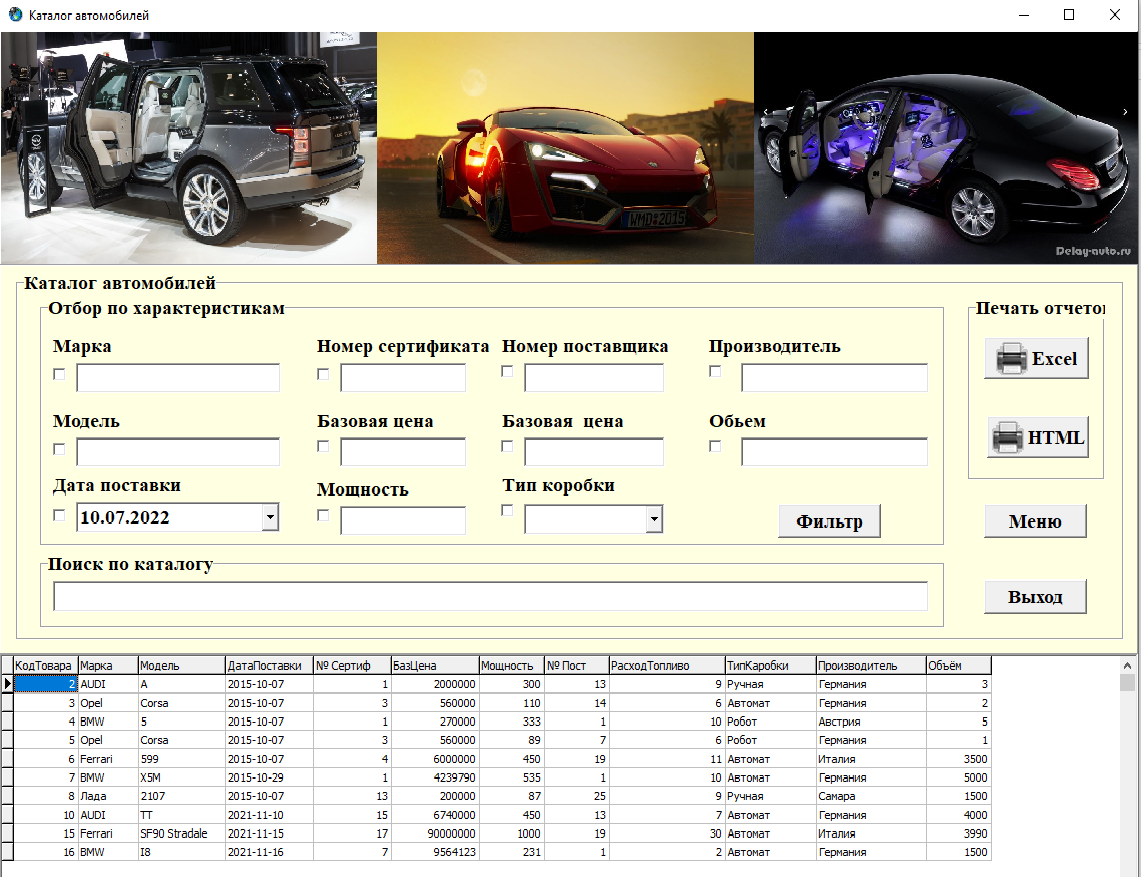 Каталог автомобилей
WMD*2015
Delay-auto.ru
Каталог автомобилей
Отбор по характеристикам
Печать отчетов
Марка
Номер сертификата
Номер поставщика
Производитель
Excel
Модель
Базовая цена
Базовая цена
Обьем
HTML
Дата поставки
Мощность
Тип коробки
10.07.2022
Фильтр
Меню
Поиск по каталогу
Выход
КодТовара Марка Модель ДатаПоставки № Сертиф БазЦена Мощность № Пост РасходТопливо ТипКаробки Производитель Объём
2 AUDI A 2015-10-07 1 2000000 300 13 9 Ручная Германия 3
3 Opel Corsa 2015-10-07 3 560000 110 14 6 Автомат Германия 2
4 BMW 5 2015-10-07 1 270000 333 1 10 Робот Австрия 5
5 Opel Corsa 2015-10-07 3 560000 89 7 6 Робот Германия 1
6 Ferrari 599 2015-10-07 4 6000000 450 19 11 Автомат Италия 3500
7 BMW X5M 2015-10-29 1 4239790 535 1 10 Автомат Германия 5000
8 Лада 2107 2015-10-07 13 200000 87 25 9 Ручная Самара 1500
10 AUDI TT 2021-11-10 15 6740000 450 13 7 Автомат Германия 4000
15 Ferrari SF90 Stradale 2021-11-15 17 90000000 1000 19 30 Автомат Италия 3990
16 BMW I8 2021-11-16 7 9564123 231 1 2 Автомат Германия 1500